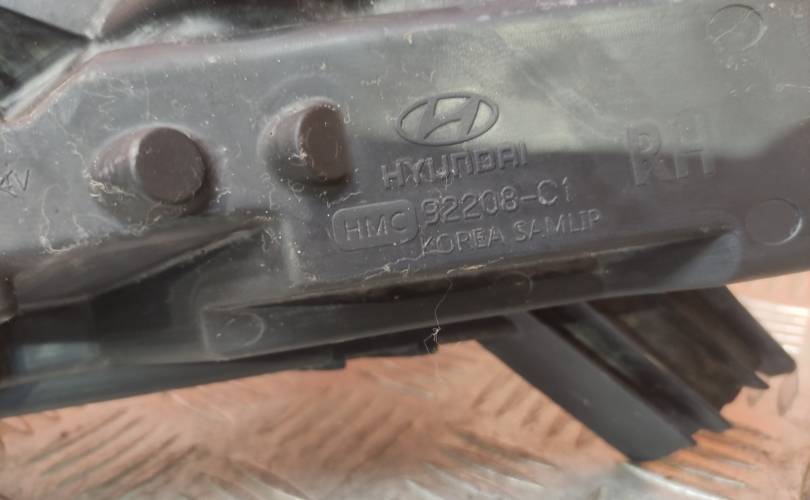 HYUNDAI
RH
HMC 92208-C1
KOREA SAMLIP